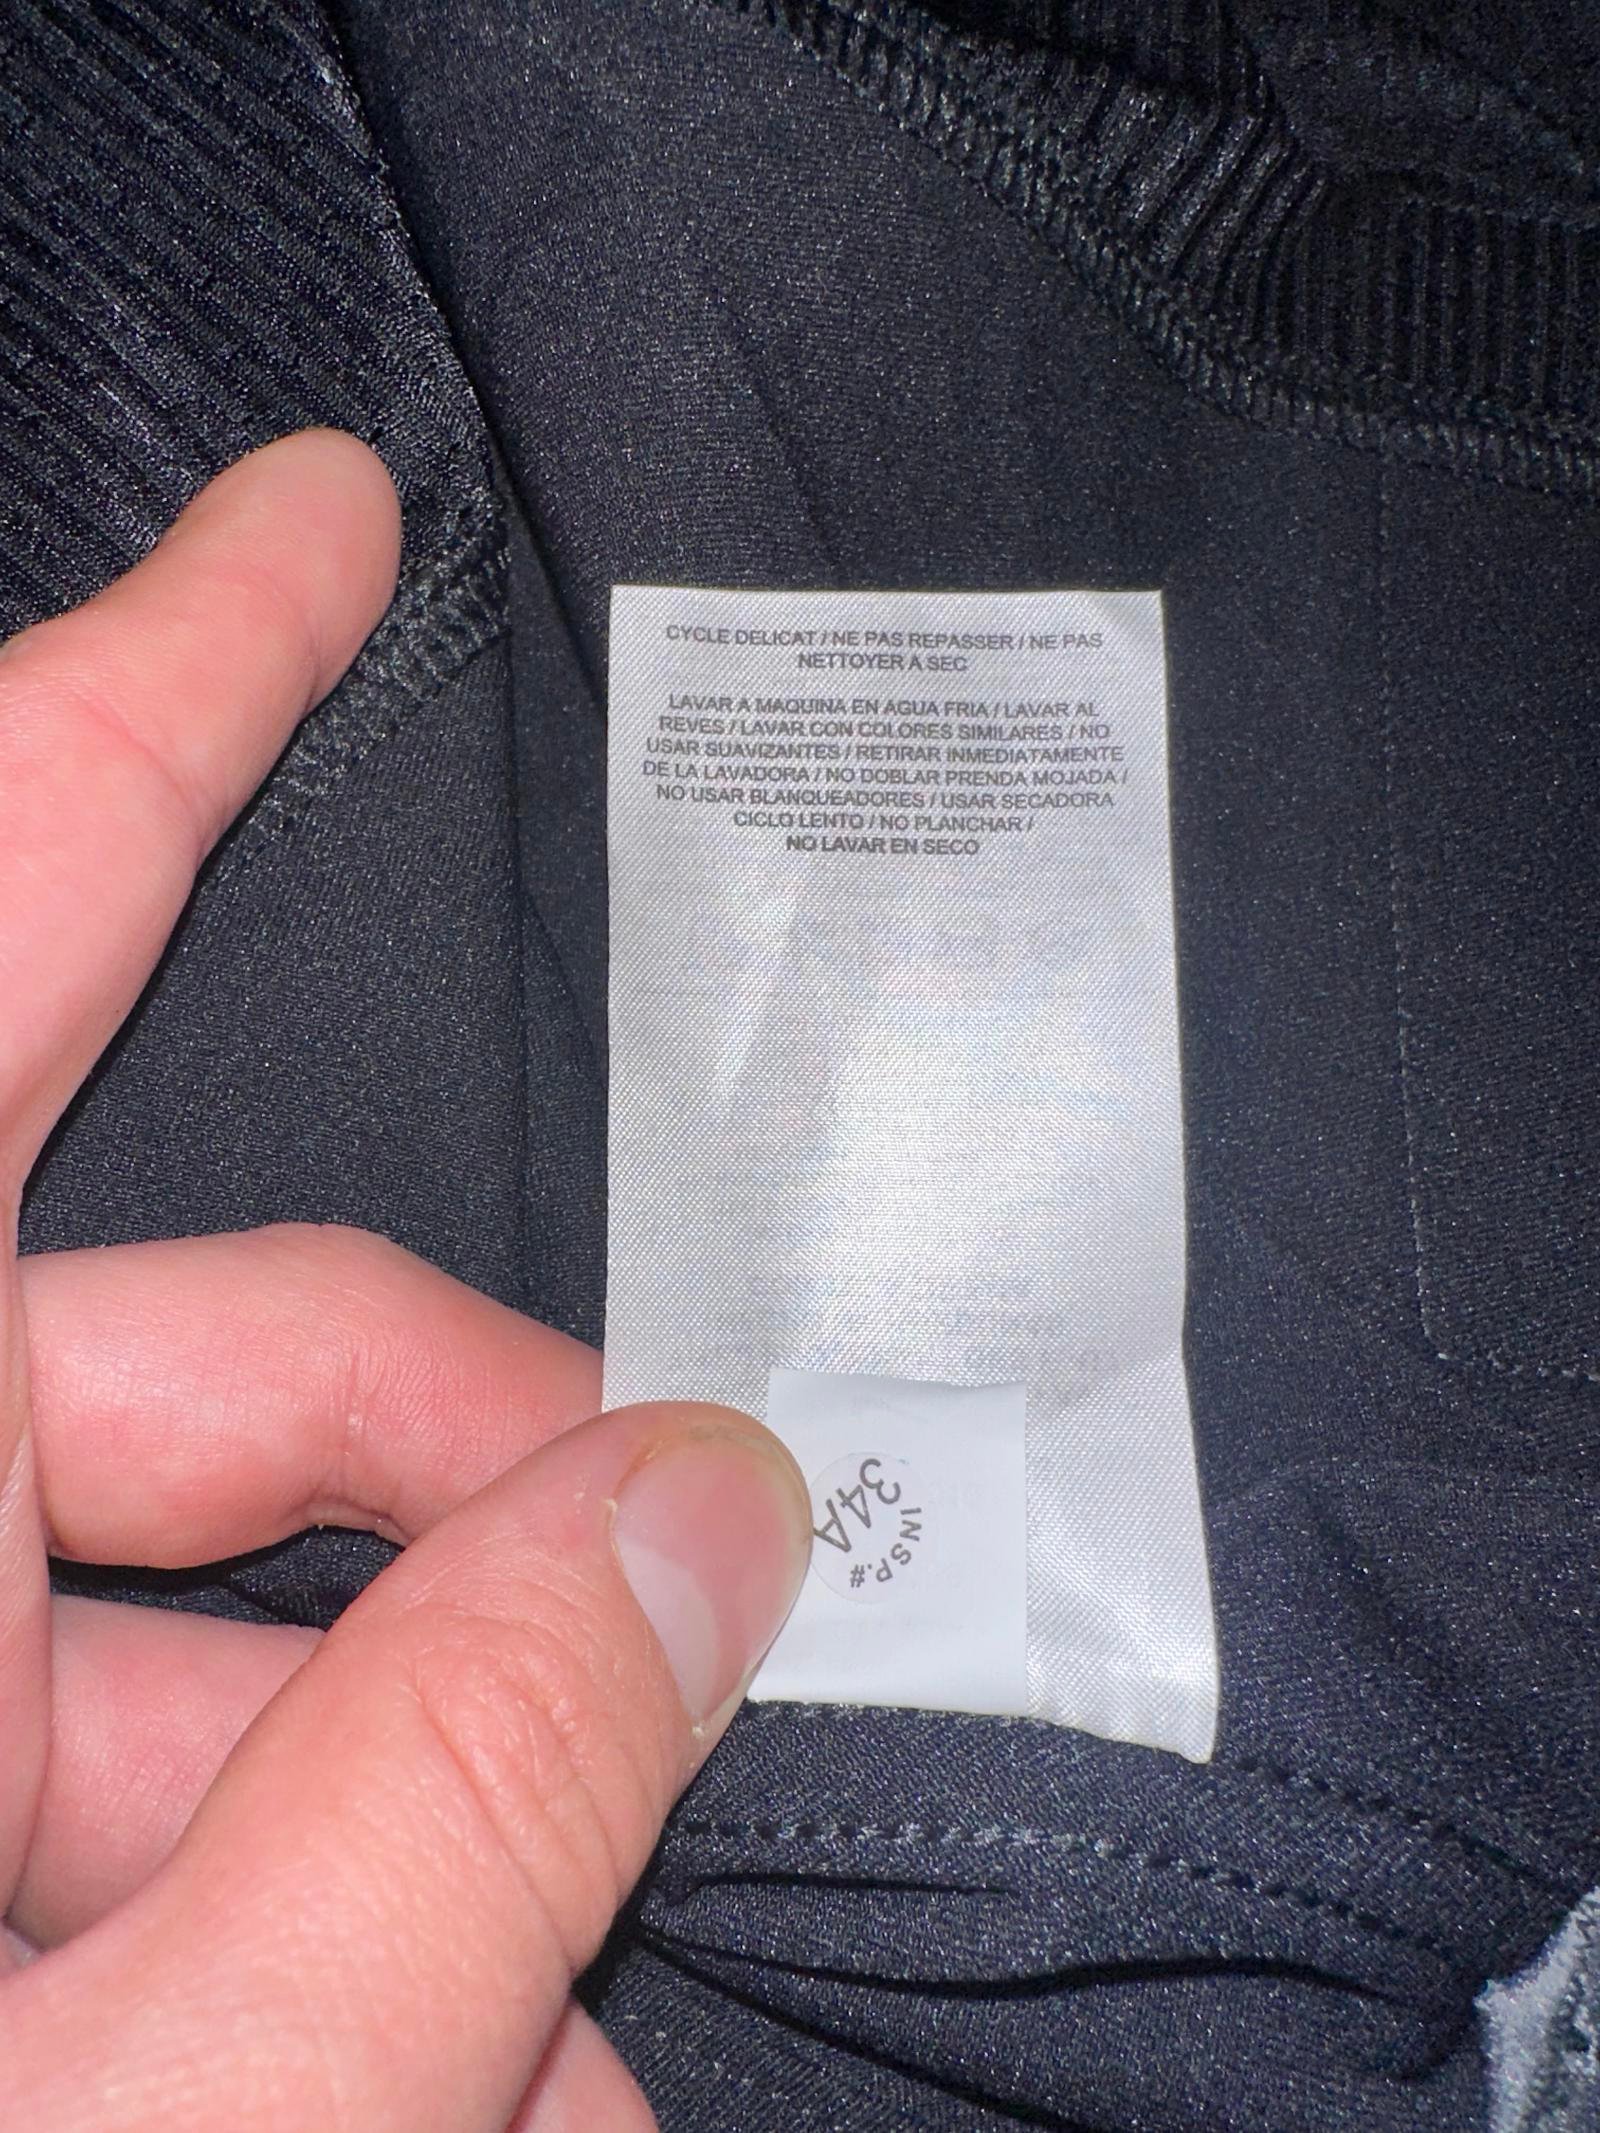 CYCLE DELICAT / NE PAS REPASSER / NE PAS
NETTOYER A SEC
LAVAR A MAQUINA EN AGUA FRIA / LAVAR AL
REVES / LAVAR CON COLORES SIMILARES / NO
USAR SUAVIZANTES / RETIRAR INMEDIATAMENTE
DE LA LAVADORA / NO DOBLAR PRENDA MOJADA /
NO USAR BLANQUEADORES / USAR SECADORA
CICLO LENTO / NO PLANCHAR /
NO LAVAR EN SECO
INSP.#
34A